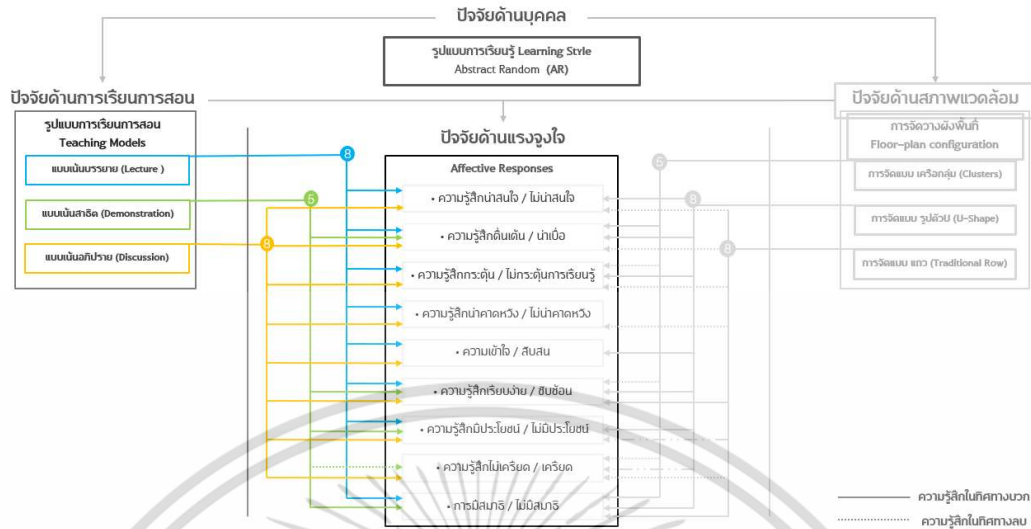 ปัจจัยด้านบุคคล
รูปแบบการเรียนรู้ Learning Style
Abstract Random (AR)
ปัจจัยด้านการเรียนการสอน
รูปแบบการเรียนการสอน
Teaching Models
แบบเน้นบรรยาย (Lecture )
แบบเน้นสาธิต (Demonstration)
แบบเน้นอภิปราย (Discussion)
8
5
8
ปัจจัยด้านแรงจูงใจ
Affective Responses
• ความรู้สึกน่าสนใจ / ไม่น่าสนใจ
• ความรู้สึกตื่นเต้น / น่าเบื่อ
• ความรู้สึกกระตุ้น / ไม่กระตุ้นการเรียนรู้
• ความรู้สึกน่าคาดหวัง / ไม่น่าคาดหวัง
• ความเข้าใจ / สับสน
• ความรู้สึกเรียบง่าย / ซับซ้อน
• ความรู้สึกมีประโยชน์ / ไม่มีประโยชน์
• ความรู้สึกไม่เครียด / เครียด
• การมีสมาธิ / ไม่มีสมาธิ
ปัจจัยด้านสภาพแวดล้อม
การจัดวางผังพื้นที่
Floor-plan configuration
การจัดแบบ เครือกลุ่ม (Clusters)
การจัดแบบ รูปตัวU (U-Shape)
การจัดแบบ แถว (Traditional Row)
8
8
ความรู้สึกในทิศทางบวก
ความรู้สึกในทิศทางลบ